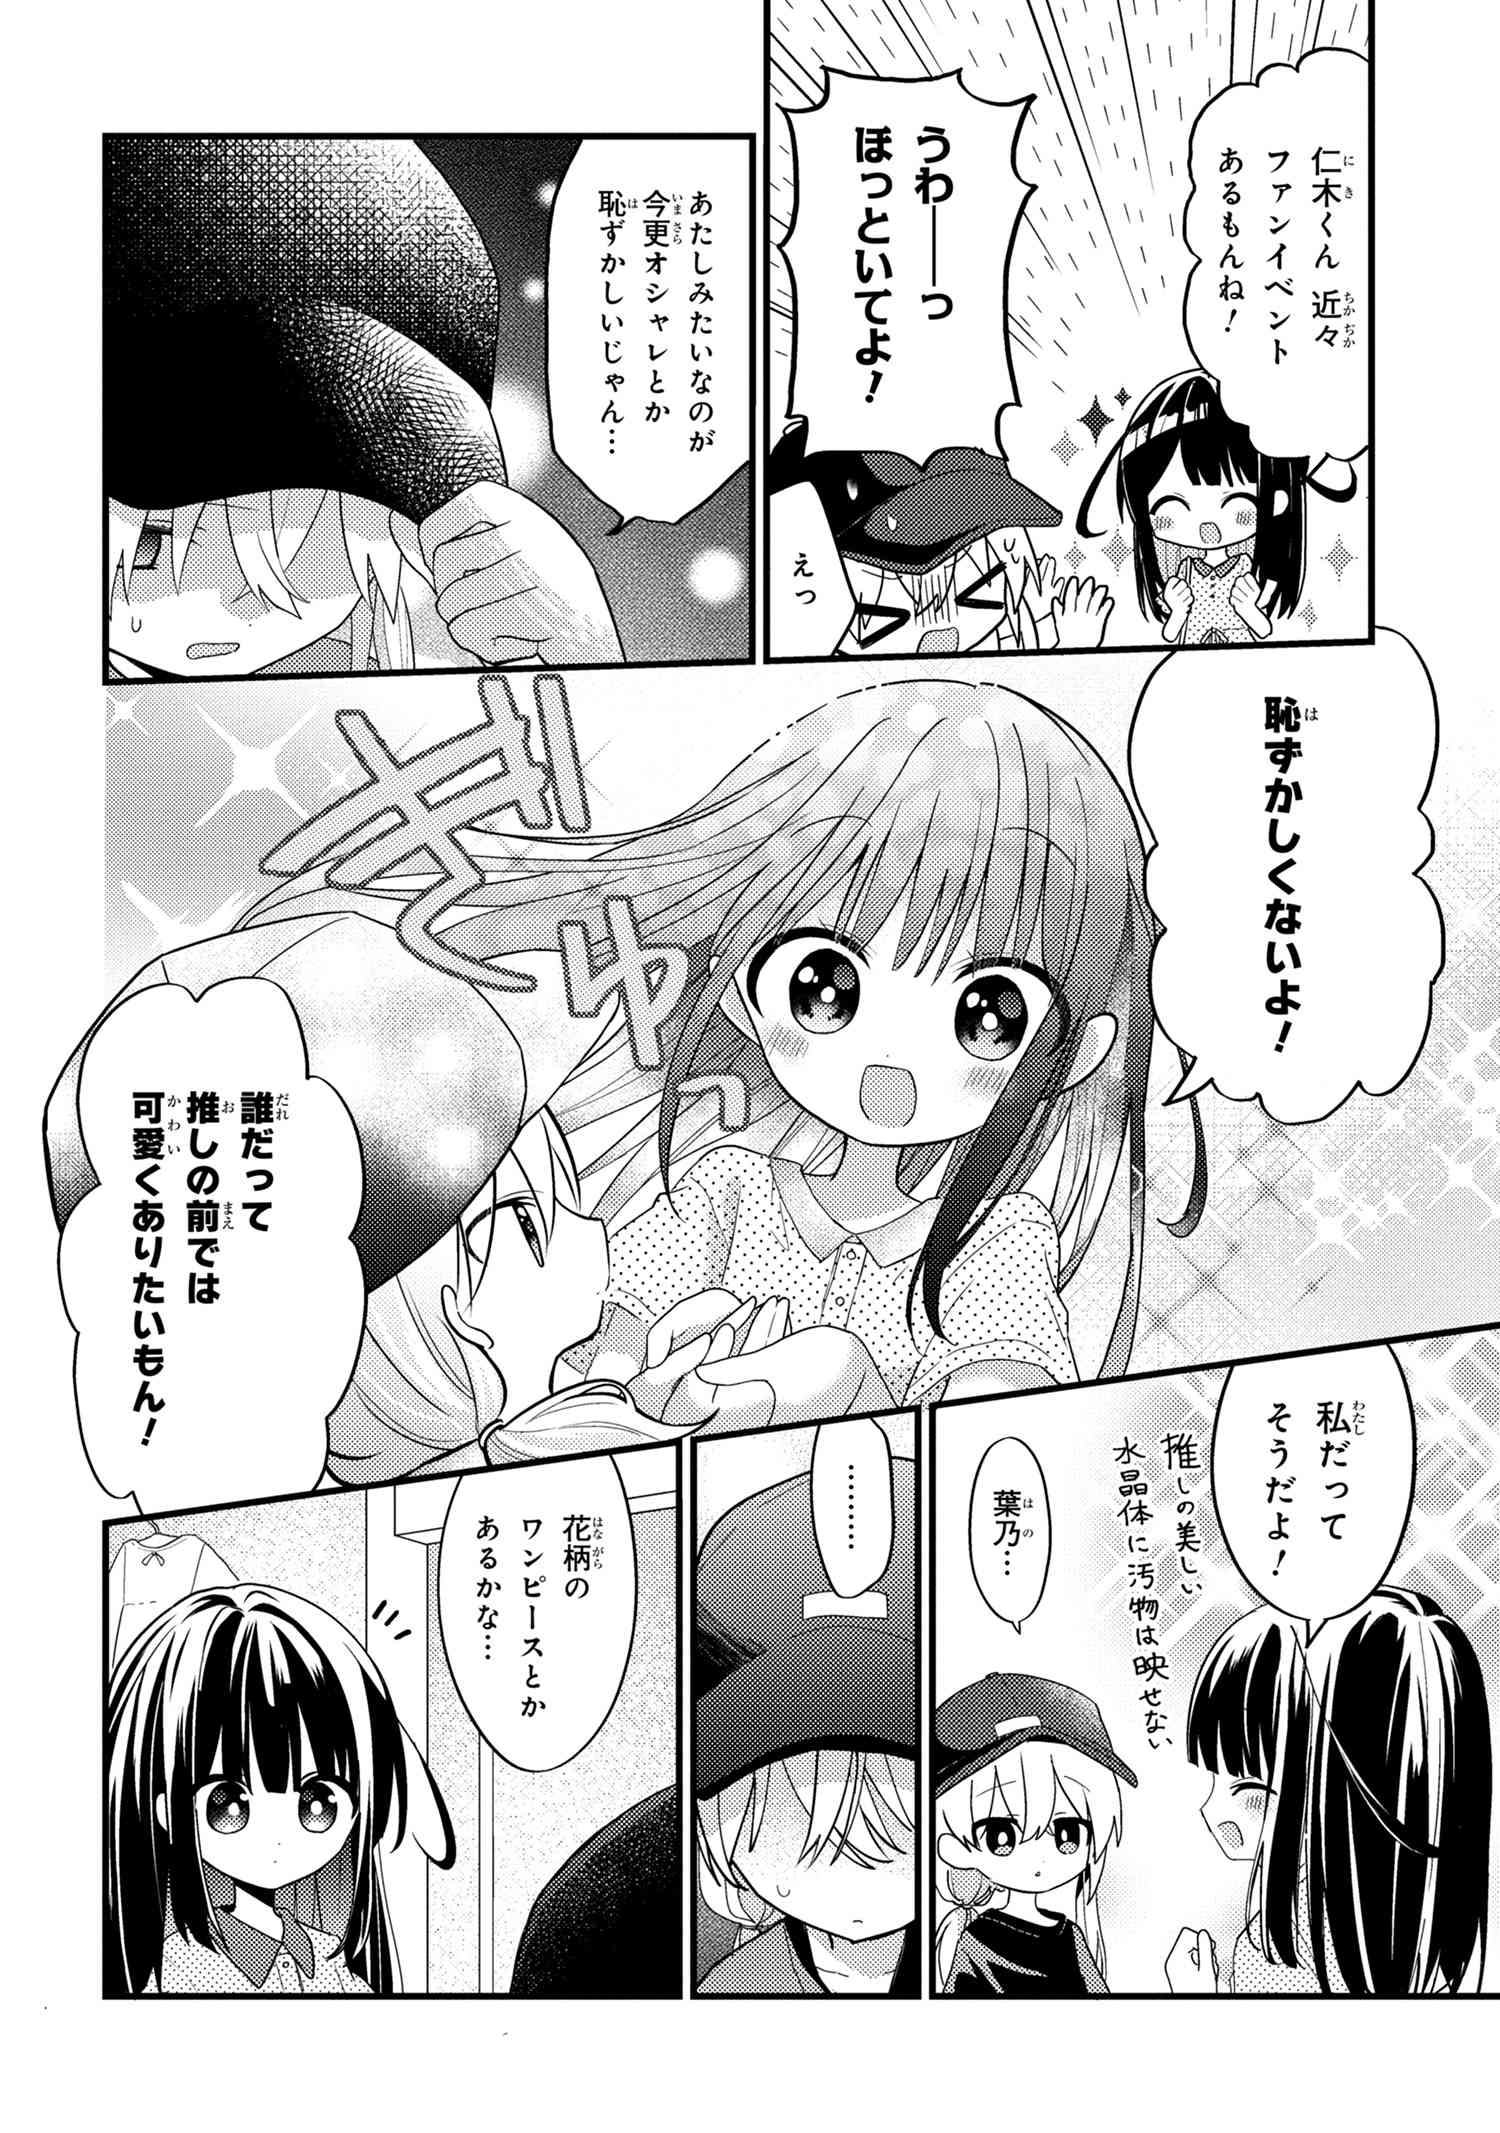 仁木くん 近々
ファンイベント
あるもんね！
うわ——っ
ほっといてよ！
えっ
あたしみたいなのが
今更オシャレとか
恥ずかしいじゃん…
恥ずかしくないよ！
ぎゅっ
誰だって
推しの前では
可愛くありたいもん！
私だって
そうだよ！
推しの美しい
水晶体に汚物は映せない
葉乃…
………
花柄の
ワンピースとか
あるかな…